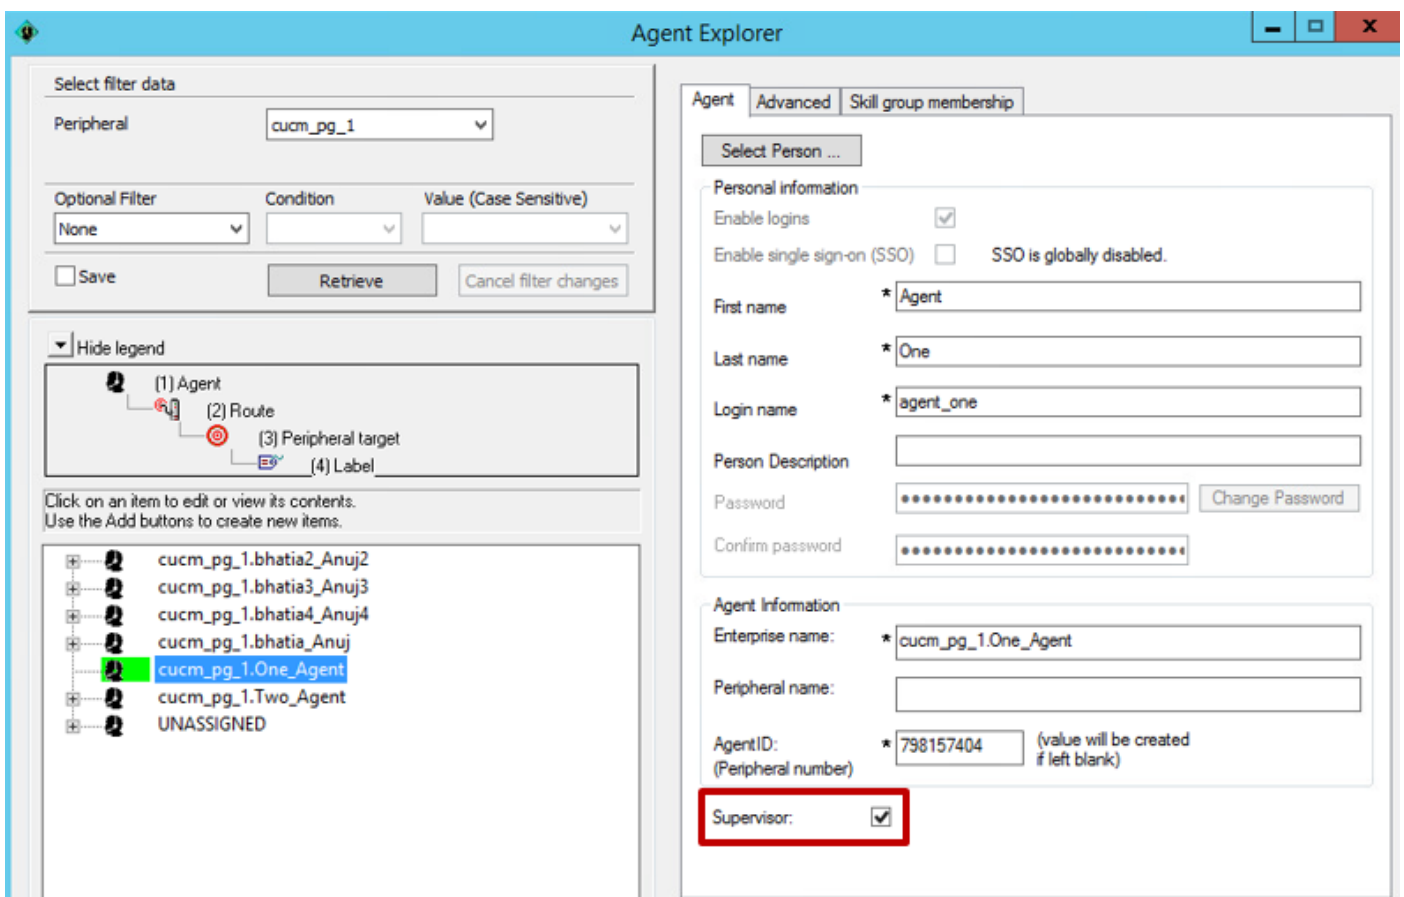 Agent Explorer
Select filter data
Peripheral
cucm_pg_1
Optional Filter
Condition
Value (Case Sensitive)
None
Save
Retrieve
Cancel filter changes
Hide legend
(1) Agent
(2) Route
(3) Peripheral target
(4) Label
Click on an item to edit or view its contents.
Use the Add buttons to create new items.
cucm_pg_1.bhatia2_Anuj2
cucm_pg_1.bhatia3_Anuj3
cucm_pg_1.bhatia4_Anuj4
cucm_pg_1.bhatia_Anuj
cucm_pg_1.One_Agent
cucm_pg_1.Two_Agent
UNASSIGNED
Agent
Advanced
Skill group membership
Select Person ...
Personal information
Enable logins
Enable single sign-on (SSO)
SSO is globally disabled.
First name
* Agent
Last name
* One
Login name
* agent_one
Person Description
Password
Change Password
Confirm password
Agent Information
Enterprise name:
* cucm_pg_1.One_Agent
Peripheral name:
AgentID:
(Peripheral number)
* 798157404
(value will be created
if left blank)
Supervisor: